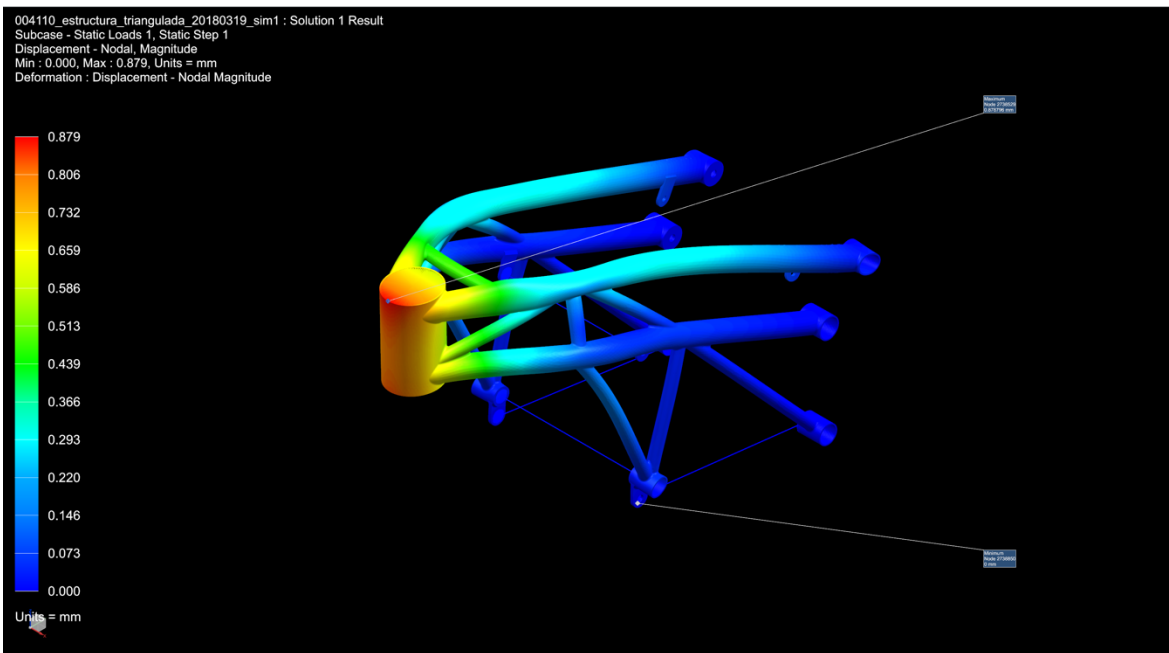 004110_estructura_triangulada_20180319_sim1 : Solution 1 Result
Subcase - Static Loads 1, Static Step 1
Displacement - Nodal, Magnitude
Min : 0.000, Max : 0.879, Units = mm
Deformation : Displacement - Nodal Magnitude
Maximum
Node
mm
0.879
0.806
0.732
0.659
0.586
0.513
0.439
0.366
0.293
0.220
0.146
0.073
0.000
Minimum
Node
0 mm
Units = mm